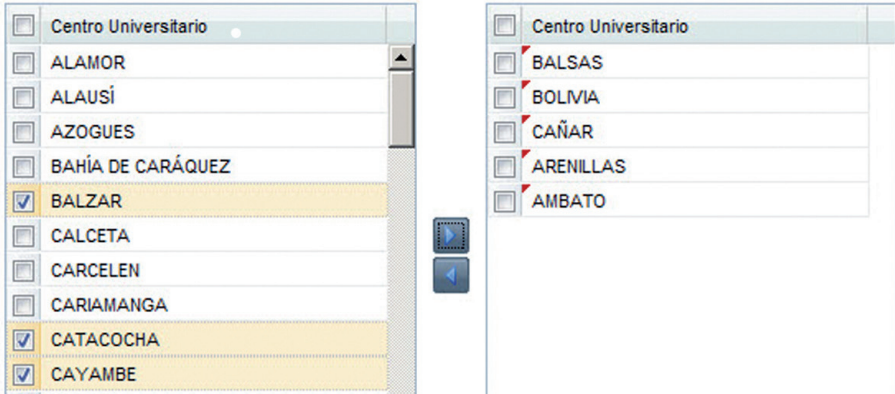 Centro Universitario
ALAMOR
ALAUSÍ
AZOGUES
BAHÍA DE CARÁQUEZ
BALZAR
CALCETA
CARCELEN
CARIAMANGA
CATACOCHA
CAYAMBE
Centro Universitario
BALSAS
BOLIVIA
CAÑAR
ARENILLAS
AMBATO